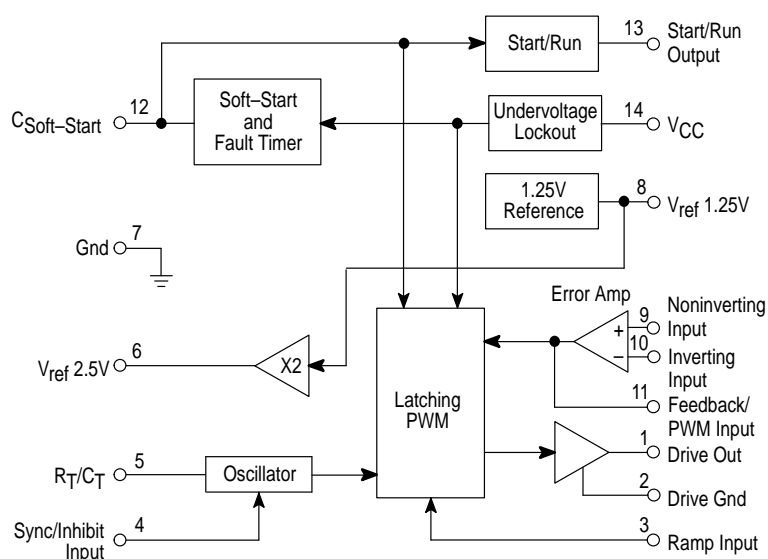 13
Start/Run
Output
Start/Run
12
CSoft–Start
Soft–Start
and
Fault Timer
Undervoltage
Lockout
14
VCC
1.25V
Reference
8
Vref 1.25V
7
Gnd
Error Amp
Noninverting
Input
9
+
10
–
Inverting
Input
6
Vref 2.5V
X2
Latching
PWM
11
Feedback/
PWM Input
1
Drive Out
5
RT/CT
Oscillator
2
Drive Gnd
4
Sync/Inhibit
Input
3
Ramp Input